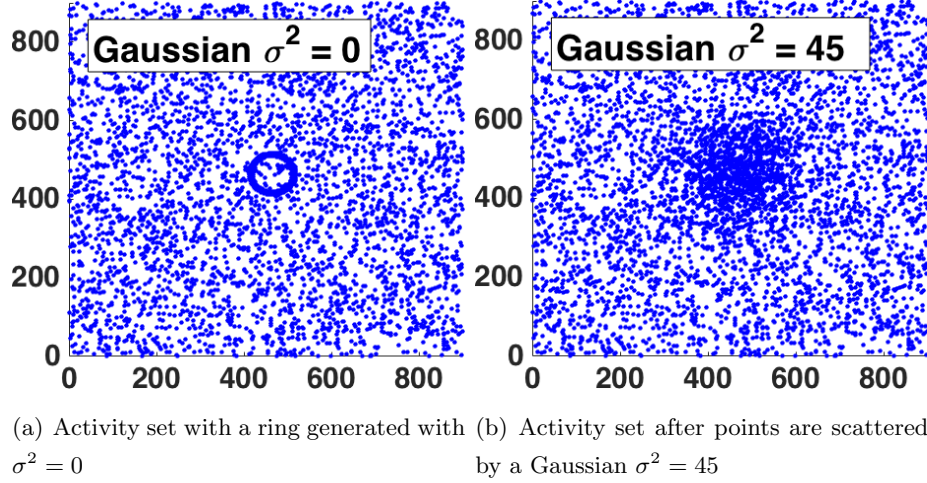 Gaussian σ² = 0
800
600
400
200
0
0 200 400 600 800
Gaussian σ² = 45
800
600
400
200
0
0 200 400 600 800
(a) Activity set with a ring generated with
σ² = 0
(b) Activity set after points are scattered
by a Gaussian σ² = 45